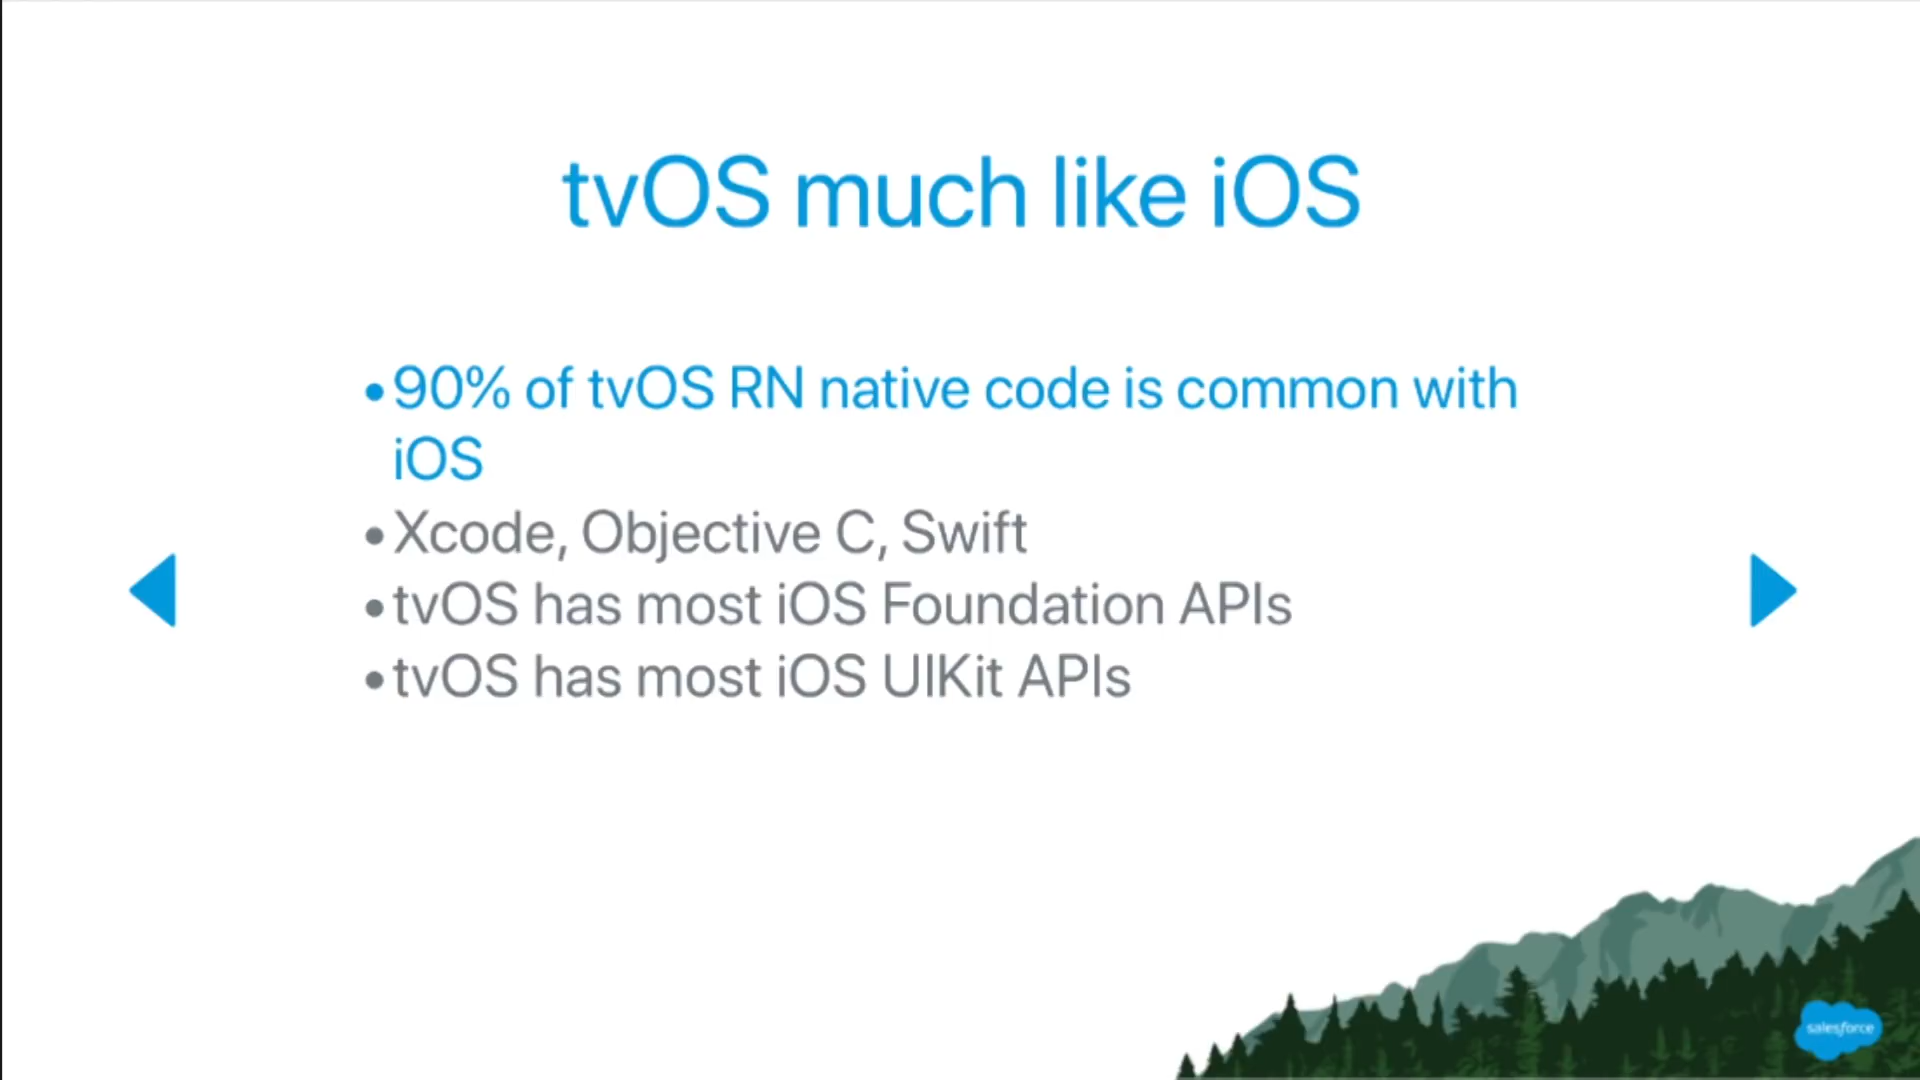 tvOS much like iOS
•90% of tvOS RN native code is common with
iOS
•Xcode, Objective C, Swift
•tvOS has most iOS Foundation APIs
•tvOS has most iOS UIKit APIs
salesforce